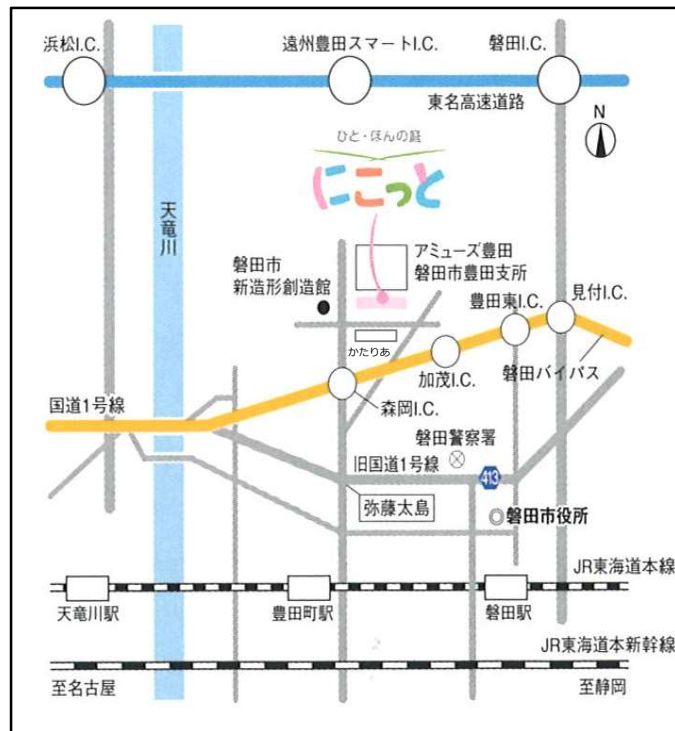 浜松I.C.
遠州豊田スマートI.C.
磐田I.C.
東名高速道路
N
ひと・ほんの庭
にこっと
天竜川
アミューズ豊田
磐田市豊田支所
磐田市
新造形創造館
見付I.C.
豊田東I.C.
かたりあ
加茂I.C.
磐田バイパス
国道1号線
森岡I.C.
磐田警察署
旧国道1号線
413
弥藤太島
磐田市役所
JR東海道本線
天竜川駅
豊田町駅
磐田駅
JR東海道本新幹線
至名古屋
至静岡